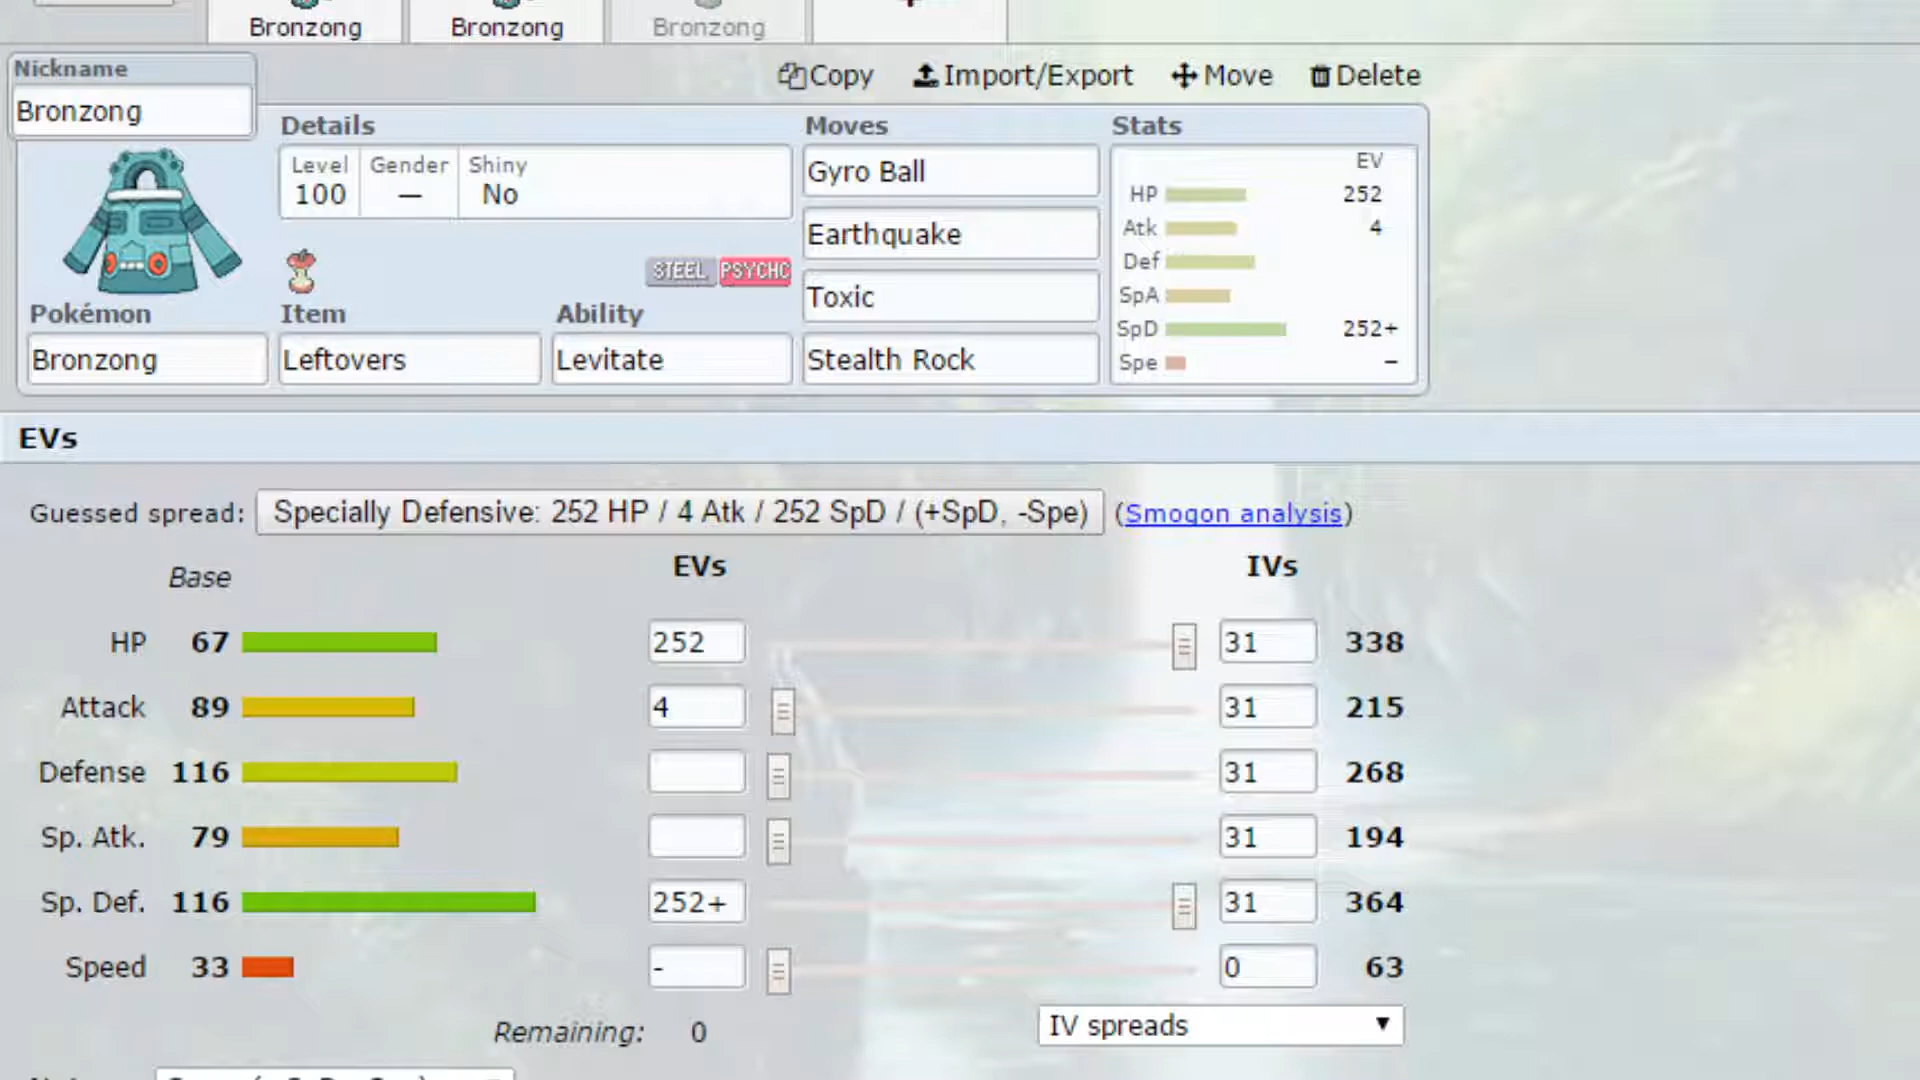 Bronzong Bronzong Bronzong
Nickname
Bronzong
Copy Import/Export Move Delete
Details
Level Gender Shiny
100 — No
STEEL PSYCHC
Pokémon Item Ability
Bronzong Leftovers Levitate
Moves
Gyro Ball
Earthquake
Toxic
Stealth Rock
Stats
EV
HP 252
Atk 4
Def
SpA
SpD 252+
Spe –
EVs
Guessed spread: Specially Defensive: 252 HP / 4 Atk / 252 SpD / (+SpD, -Spe) (Smogon analysis)
Base EVs IVs
HP 67 252 31 338
Attack 89 4 31 215
Defense 116 31 268
Sp. Atk. 79 31 194
Sp. Def. 116 252+ 31 364
Speed 33 - 0 63
Remaining: 0 IV spreads